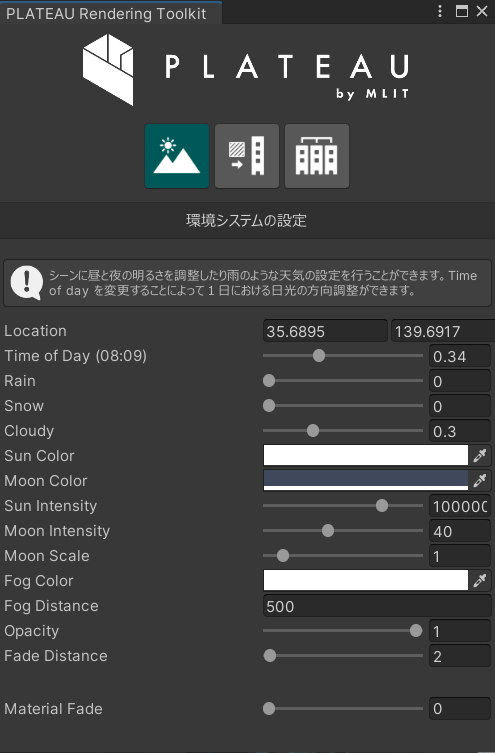 PLATEAU Rendering Toolkit
PLATEAU
by MLIT
環境システムの設定
シーンに昼と夜の明るさを調整したり雨のような天気の設定を行うことができます。Time
of day を変更することによって1日における日光の方向調整ができます。
Location 35.6895 139.6917
Time of Day (08:09) 0.34
Rain 0
Snow 0
Cloudy 0.3
Sun Color
Moon Color
Sun Intensity 100000
Moon Intensity 40
Moon Scale 1
Fog Color
Fog Distance 500
Opacity 1
Fade Distance 2
Material Fade 0